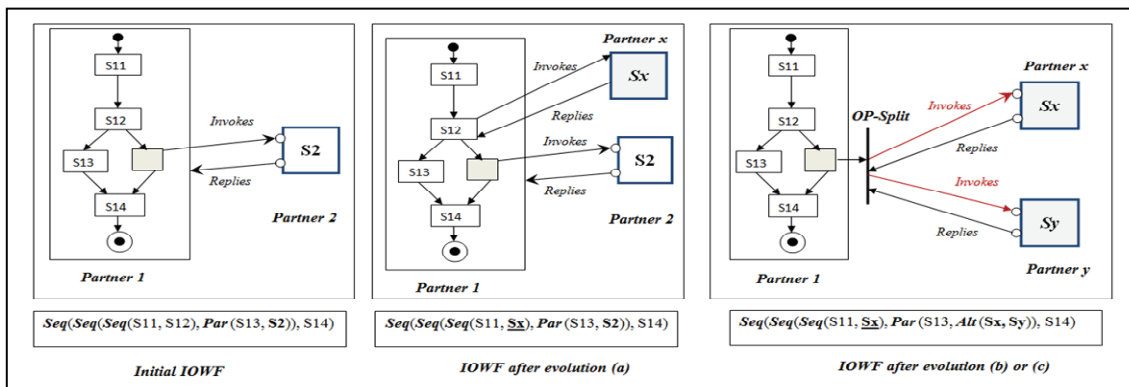 S11
S12
S13
S14
Invokes
Replies
S2
Partner 2
Partner 1
Seq(Seq(Seq(S11, S12), Par(S13, S2)), S14)
Initial IOWF
Partner x
S11
Invokes
Sx
Replies
S12
Invokes
S13
S2
Replies
S14
Partner 2
Partner 1
Seq(Seq(Seq(S11, Sx), Par(S13, S2)), S14)
IOWF after evolution (a)
Partner x
S11
Invokes
Sx
OP-Split
S12
Replies
S13
Invokes
S14
Replies
Sy
Partner y
Partner 1
Seq(Seq(Seq(S11, Sx), Par(S13, Alt(Sx, Sy)), S14)
IOWF after evolution (b) or (c)